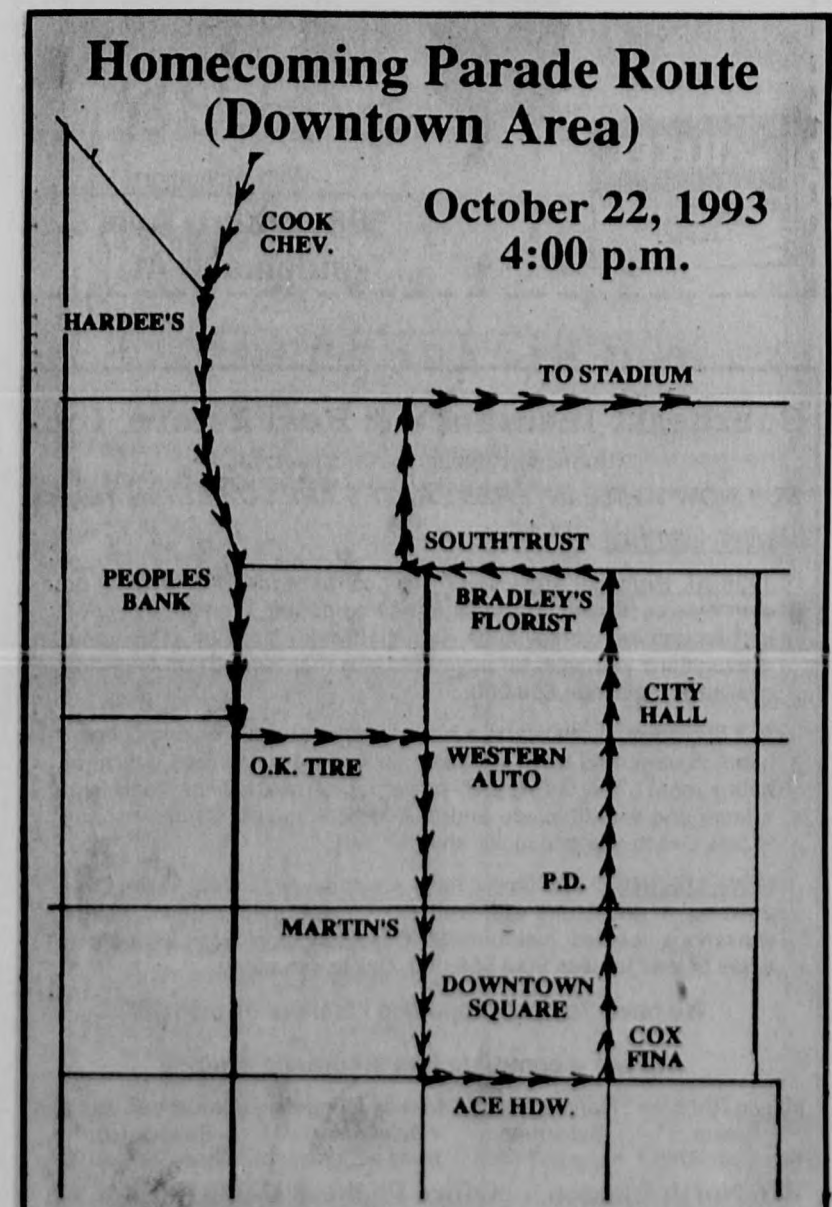 Homecoming Parade Route
(Downtown Area)
October 22, 1993
4:00 p.m.
COOK
CHEV.
HARDEE'S
TO STADIUM
SOUTHTRUST
PEOPLES
BANK
BRADLEY'S
FLORIST
CITY
HALL
O.K. TIRE
WESTERN
AUTO
P.D.
MARTIN'S
DOWNTOWN
SQUARE
COX
FINA
ACE HDW.